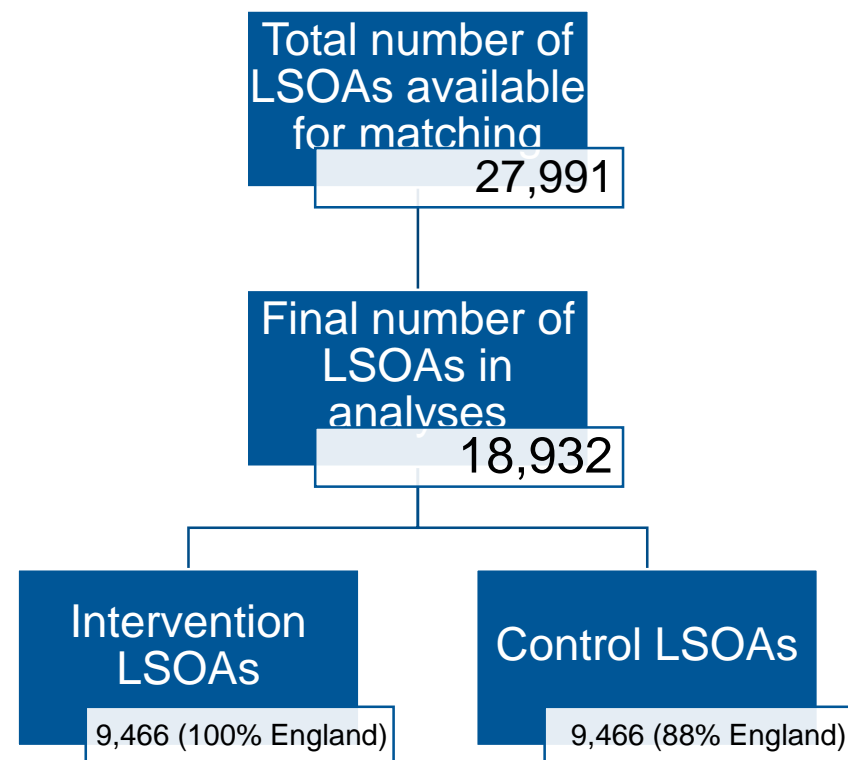 Total number of
LSOAs available
for matching
27,991
Final number of
LSOAs in
analyses
18,932
Intervention
LSOAs
9,466 (100% England)
Control LSOAs
9,466 (88% England)